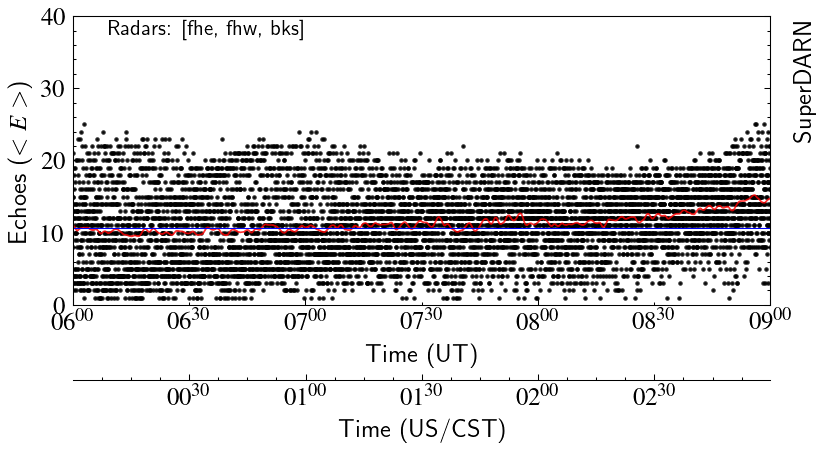 Radars: [fhe, fhw, bks]
SuperDARN
Echoes (< E >)
40
30
20
10
0
06⁰⁰ 06³⁰ 07⁰⁰ 07³⁰ 08⁰⁰ 08³⁰ 09⁰⁰
Time (UT)
00³⁰ 01⁰⁰ 01³⁰ 02⁰⁰ 02³⁰
Time (US/CST)